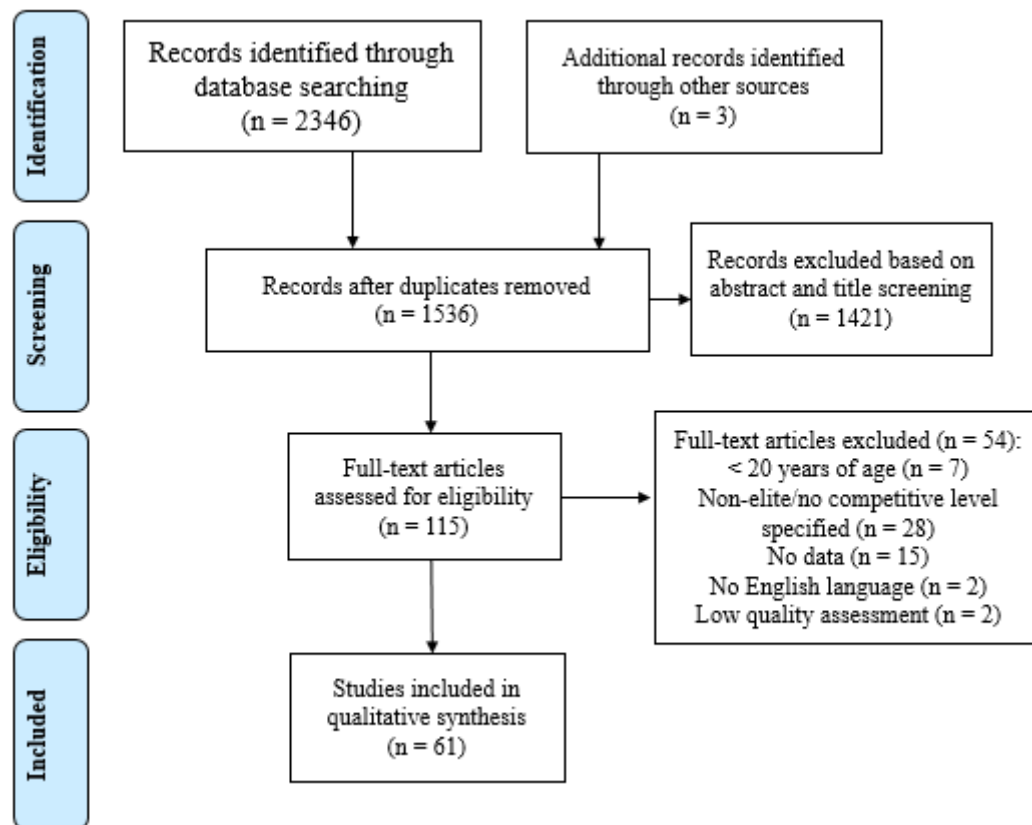 Identification
Records identified through
database searching
(n = 2346)
Additional records identified
through other sources
(n = 3)
Screening
Records after duplicates removed
(n = 1536)
Records excluded based on
abstract and title screening
(n = 1421)
Eligibility
Full-text articles
assessed for eligibility
(n = 115)
Full-text articles excluded (n = 54):
< 20 years of age (n = 7)
Non-elite/no competitive level
specified (n = 28)
No data (n = 15)
No English language (n = 2)
Low quality assessment (n = 2)
Included
Studies included in
qualitative synthesis
(n = 61)